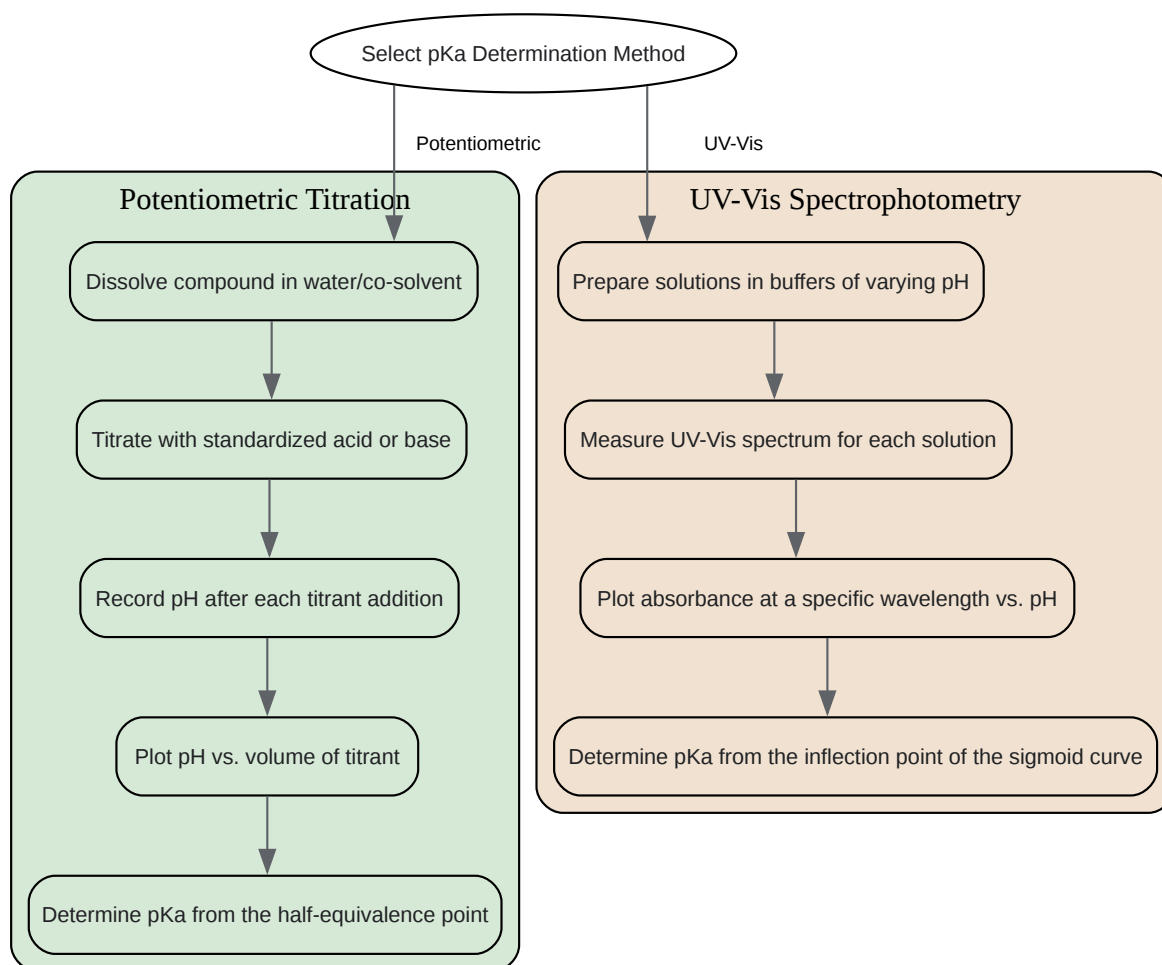 Select pKa Determination Method
Potentiometric
UV-Vis
Potentiometric Titration
Dissolve compound in water/co-solvent
Titrate with standardized acid or base
Record pH after each titrant addition
Plot pH vs. volume of titrant
Determine pKa from the half-equivalence point
UV-Vis Spectrophotometry
Prepare solutions in buffers of varying pH
Measure UV-Vis spectrum for each solution
Plot absorbance at a specific wavelength vs. pH
Determine pKa from the inflection point of the sigmoid curve